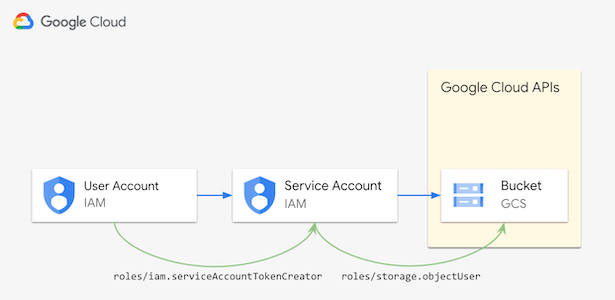 Google Cloud
Google Cloud APIs
User Account
IAM
Service Account
IAM
Bucket
GCS
roles/iam.serviceAccountTokenCreator
roles/storage.objectUser